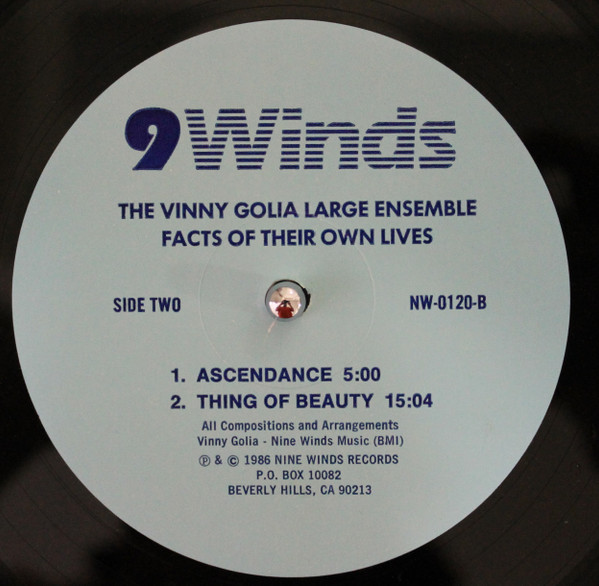 9Winds
THE VINNY GOLIA LARGE ENSEMBLE
FACTS OF THEIR OWN LIVES
SIDE TWO
NW-0120-B
1. ASCENDANCE 5:00
2. THING OF BEAUTY 15:04
All Compositions and Arrangements
Vinny Golia - Nine Winds Music (BMI)
℗ & © 1986 NINE WINDS RECORDS
P.O. BOX 10082
BEVERLY HILLS, CA 90213